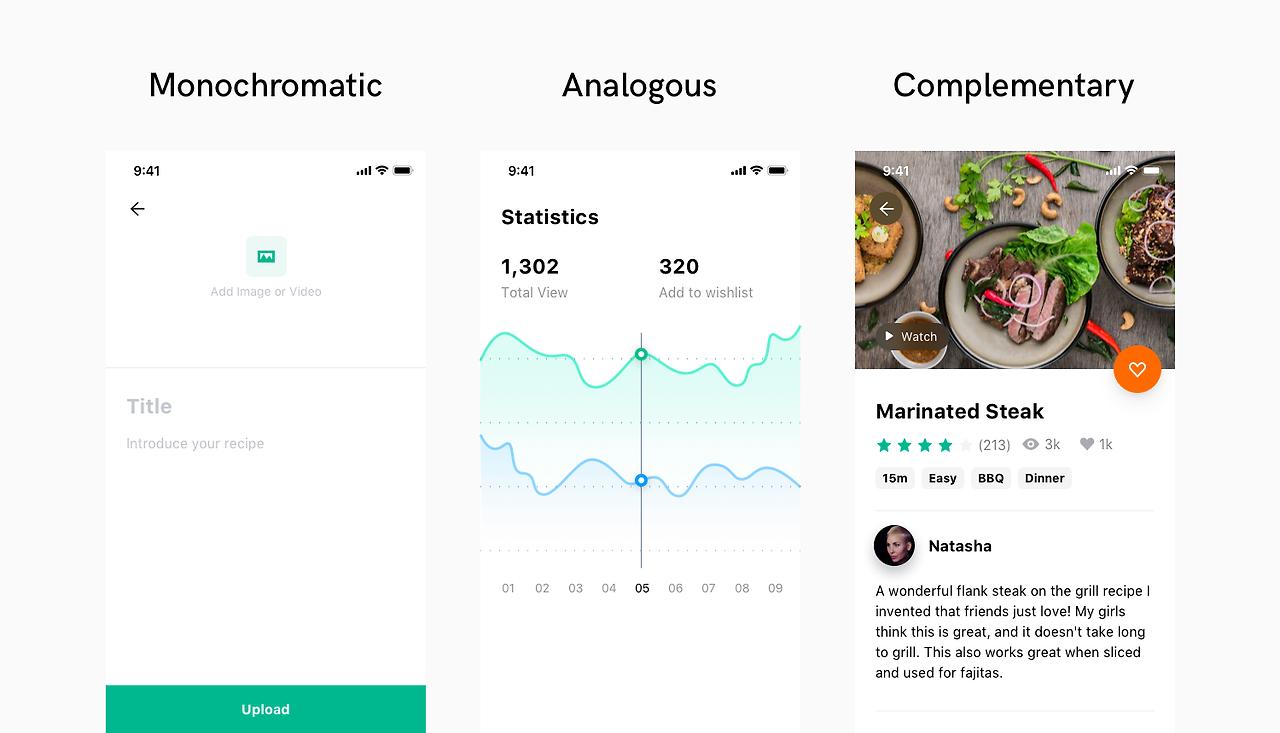 Monochromatic
9:41
Add Image or Video
Title
Introduce your recipe
Upload
Analogous
9:41
Statistics
1,302
Total View
320
Add to wishlist
01 02 03 04 05 06 07 08 09
Complementary
9:41
Watch
Marinated Steak
(213) 3k 1k
15m Easy BBQ Dinner
Natasha
A wonderful flank steak on the grill recipe I
invented that friends just love! My girls
think this is great, and it doesn't take long
to grill. This also works great when sliced
and used for fajitas.